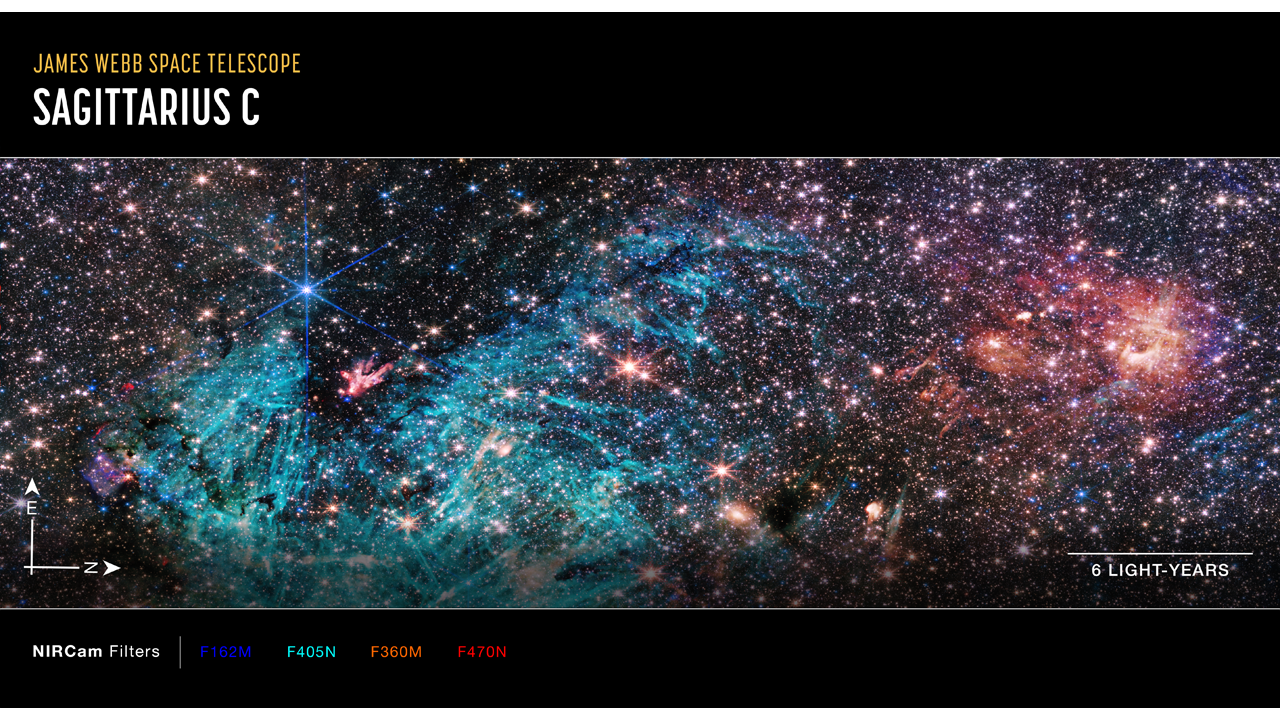 JAMES WEBB SPACE TELESCOPE
SAGITTARIUS C
E
N
6 LIGHT-YEARS
NIRCam Filters F162M F405N F360M F470N